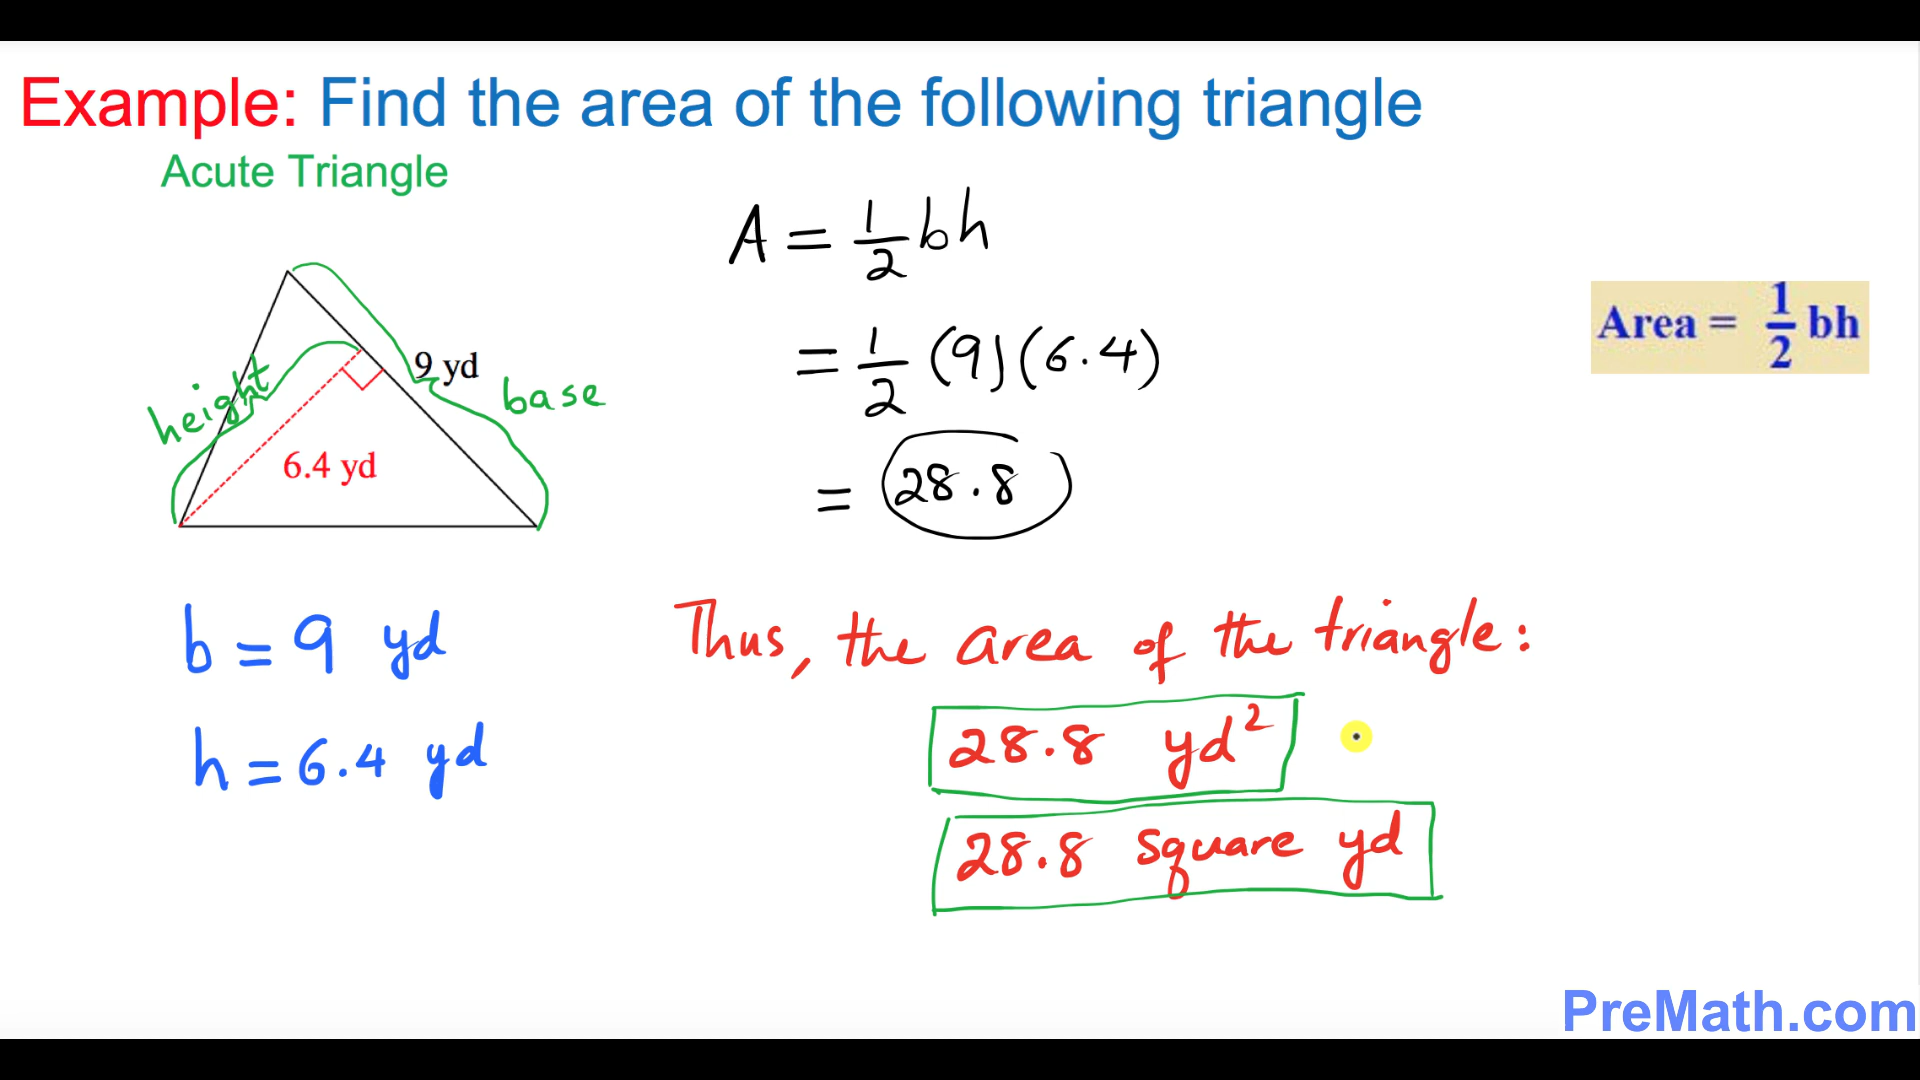 Example: Find the area of the following triangle
Acute Triangle
A = 1/2 bh
Area = 1/2 bh
= 1/2 (9)(6.4)
9 yd
height
base
6.4 yd
= 28.8
b = 9 yd
h = 6.4 yd
Thus, the area of the triangle:
28.8 yd²
28.8 square yd
PreMath.com